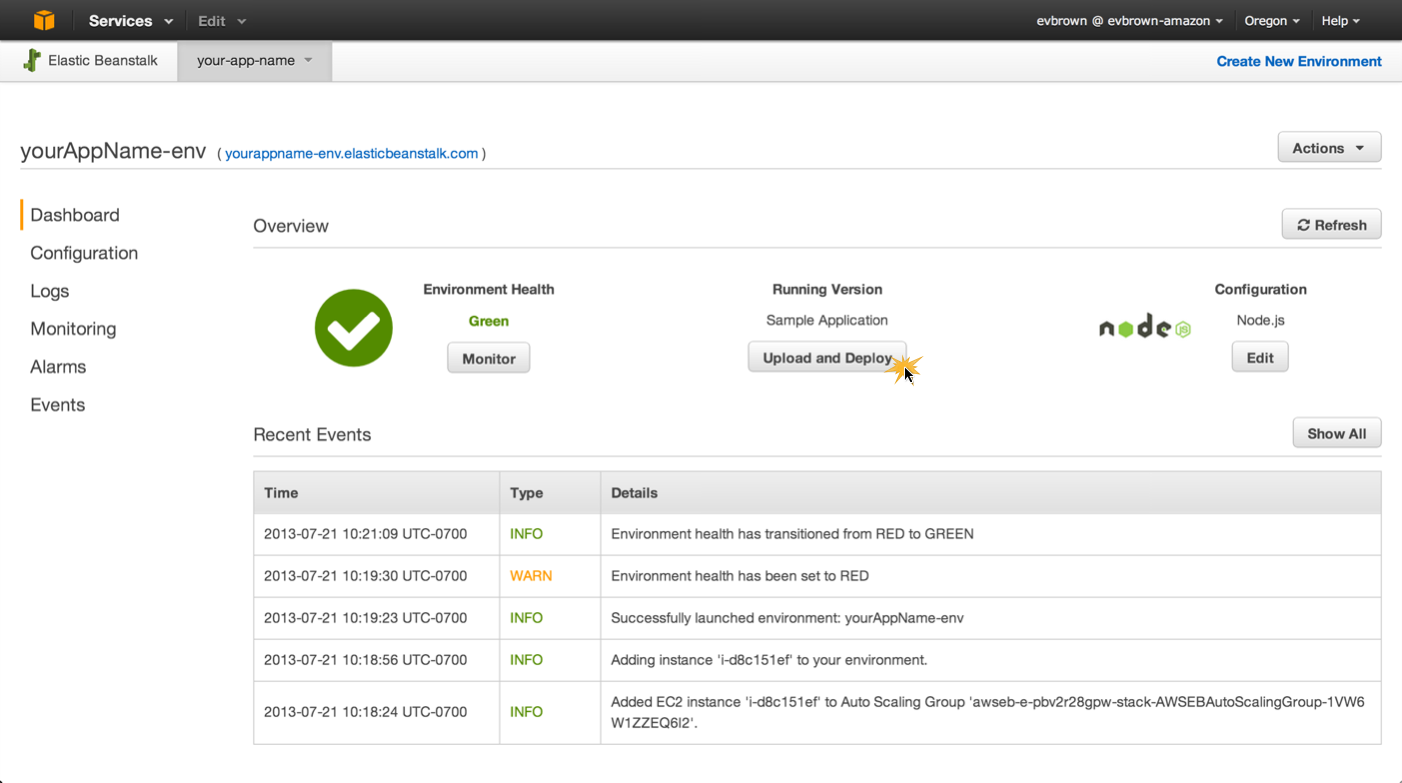 Services Edit evbrown @ evbrown-amazon Oregon Help
Elastic Beanstalk your-app-name Create New Environment
yourAppName-env ( yourappname-env.elasticbeanstalk.com ) Actions
Dashboard
Configuration
Logs
Monitoring
Alarms
Events
Overview Refresh
Environment Health
Green
Monitor
Running Version
Sample Application
Upload and Deploy
node JS
Configuration
Node.js
Edit
Recent Events Show All
Time Type Details
2013-07-21 10:21:09 UTC-0700 INFO Environment health has transitioned from RED to GREEN
2013-07-21 10:19:30 UTC-0700 WARN Environment health has been set to RED
2013-07-21 10:19:23 UTC-0700 INFO Successfully launched environment: yourAppName-env
2013-07-21 10:18:56 UTC-0700 INFO Adding instance 'i-d8c151ef' to your environment.
2013-07-21 10:18:24 UTC-0700 INFO Added EC2 instance 'i-d8c151ef' to Auto Scaling Group 'awseb-e-pbv2r28gpw-stack-AWSEBAutoScalingGroup-1VW6
W1ZZEQ6I2'.